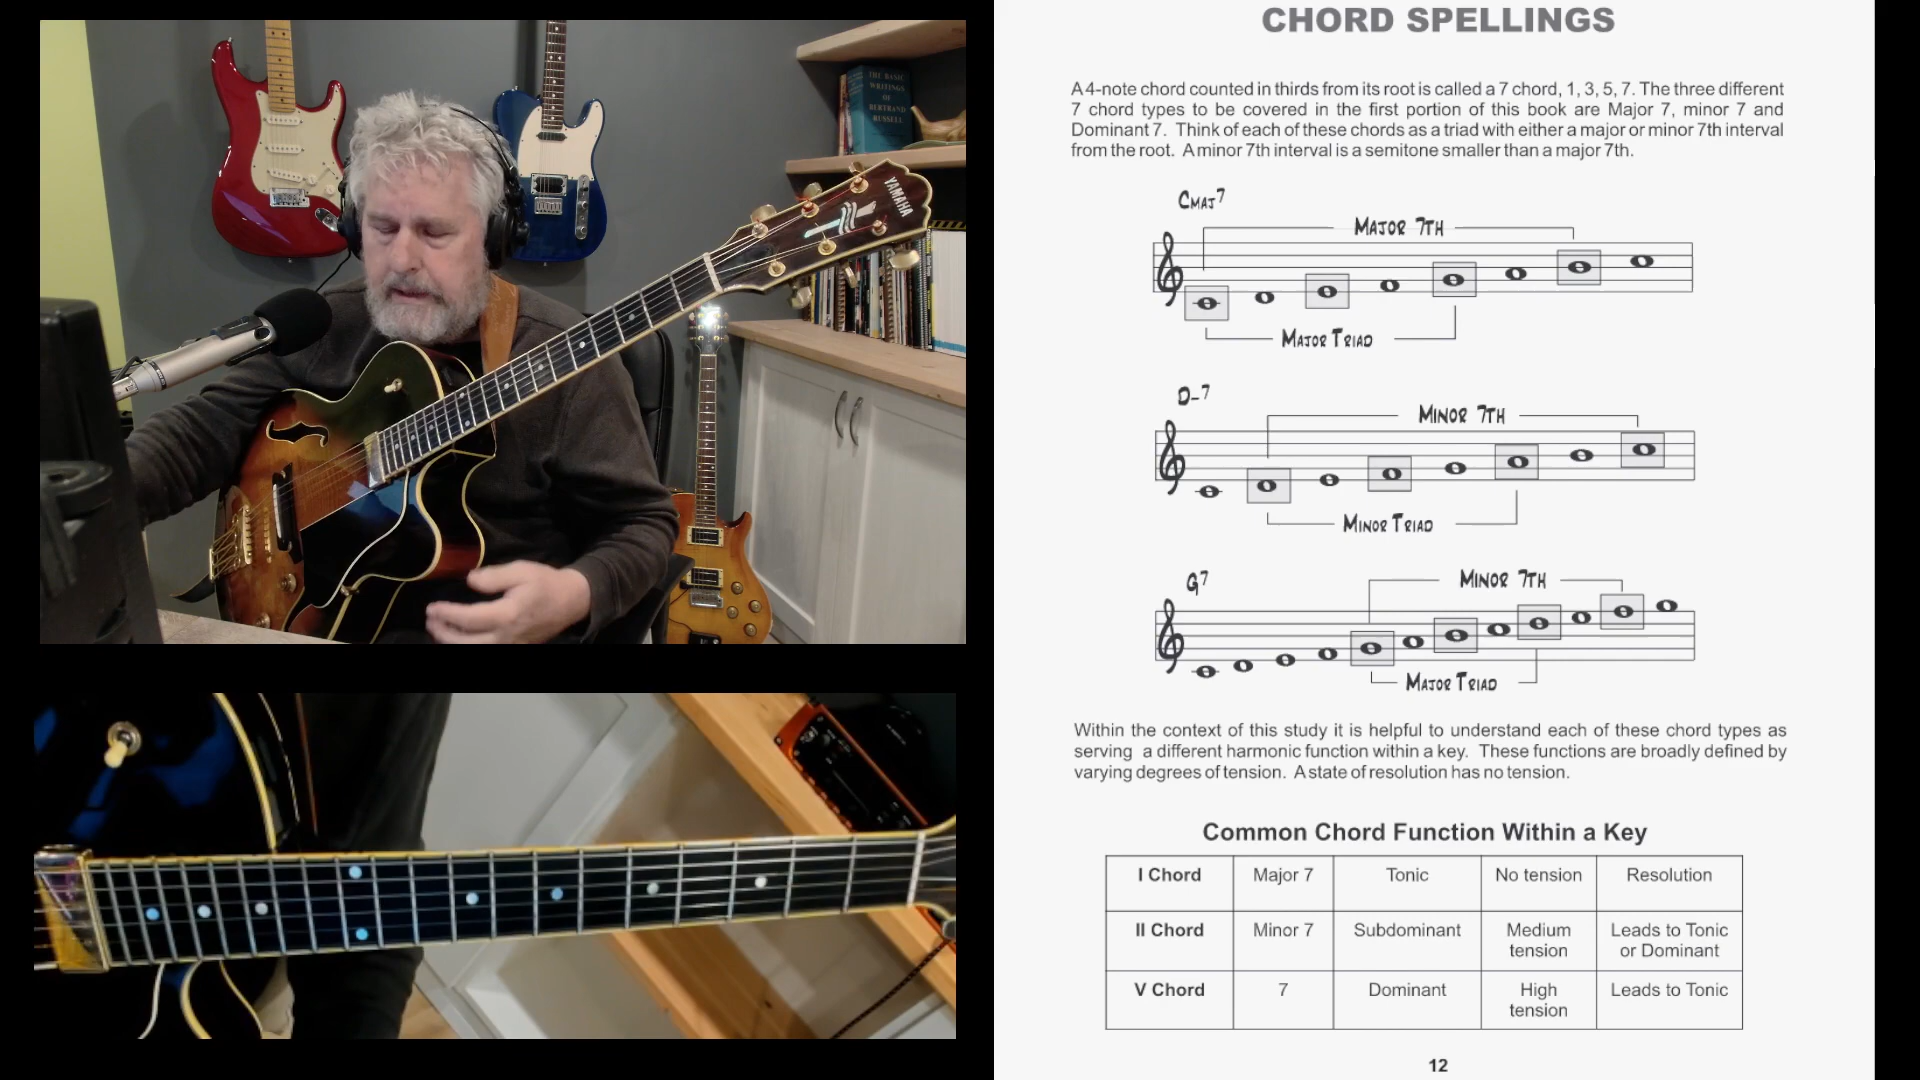 THE BASIC
WRITINGS
OF
BERTRAND
RUSSELL
YAMAHA
CHORD SPELLINGS
A 4-note chord counted in thirds from its root is called a 7 chord, 1, 3, 5, 7. The three different
7 chord types to be covered in the first portion of this book are Major 7, minor 7 and
Dominant 7. Think of each of these chords as a triad with either a major or minor 7th interval
from the root. A minor 7th interval is a semitone smaller than a major 7th.
CMAJ7
MAJOR 7TH
MAJOR TRIAD
D-7
MINOR 7TH
MINOR TRIAD
G7
MINOR 7TH
MAJOR TRIAD
Within the context of this study it is helpful to understand each of these chord types as
serving a different harmonic function within a key. These functions are broadly defined by
varying degrees of tension. A state of resolution has no tension.
Common Chord Function Within a Key
I Chord Major 7 Tonic No tension Resolution
II Chord Minor 7 Subdominant Medium tension Leads to Tonic or Dominant
V Chord 7 Dominant High tension Leads to Tonic
12